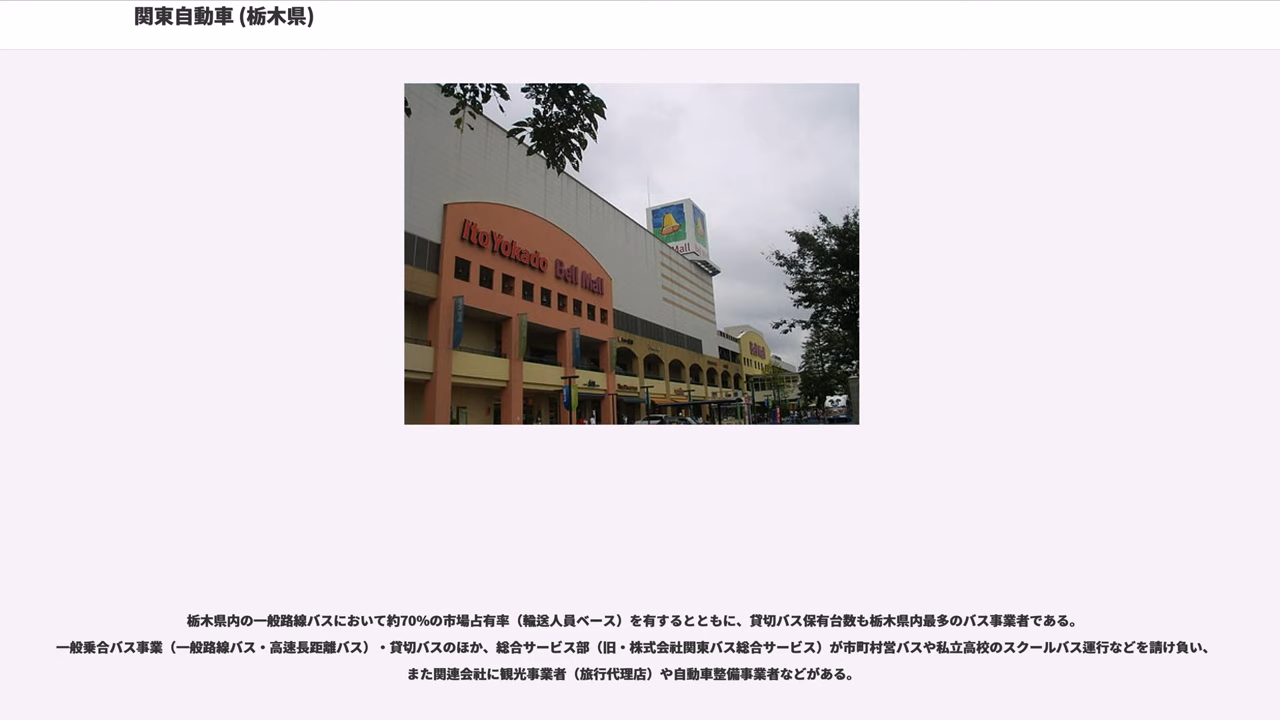 関東自動車 (栃木県)
Ito Yokado Bell Mall
Mall
栃木県内の一般路線バスにおいて約70%の市場占有率（輸送人員ベース）を有するとともに、貸切バス保有台数も栃木県内最多のバス事業者である。
一般乗合バス事業（一般路線バス・高速長距離バス）・貸切バスのほか、総合サービス部（旧・株式会社関東バス総合サービス）が市町村営バスや私立高校のスクールバス運行などを請け負い、
また関連会社に観光事業者（旅行代理店）や自動車整備事業者などがある。